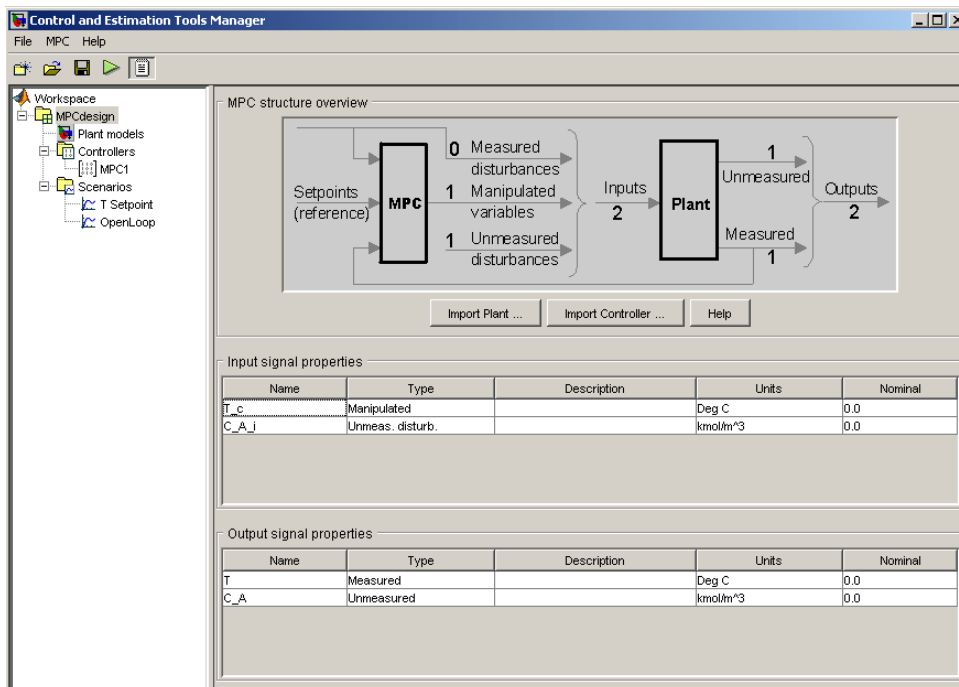 Control and Estimation Tools Manager
File MPC Help
Workspace
MPCdesign
Plant models
Controllers
MPC1
Scenarios
T Setpoint
OpenLoop
MPC structure overview
Setpoints
(reference)
MPC
0 Measured
disturbances
1 Manipulated
variables
1 Unmeasured
disturbances
Inputs
2
Plant
1
Unmeasured
Measured
1
Outputs
2
Import Plant ... Import Controller ... Help
Input signal properties
Name Type Description Units Nominal
T_c Manipulated Deg C 0.0
C_A_i Unmeas. disturb. kmol/m^3 0.0
Output signal properties
Name Type Description Units Nominal
T Measured Deg C 0.0
C_A Unmeasured kmol/m^3 0.0